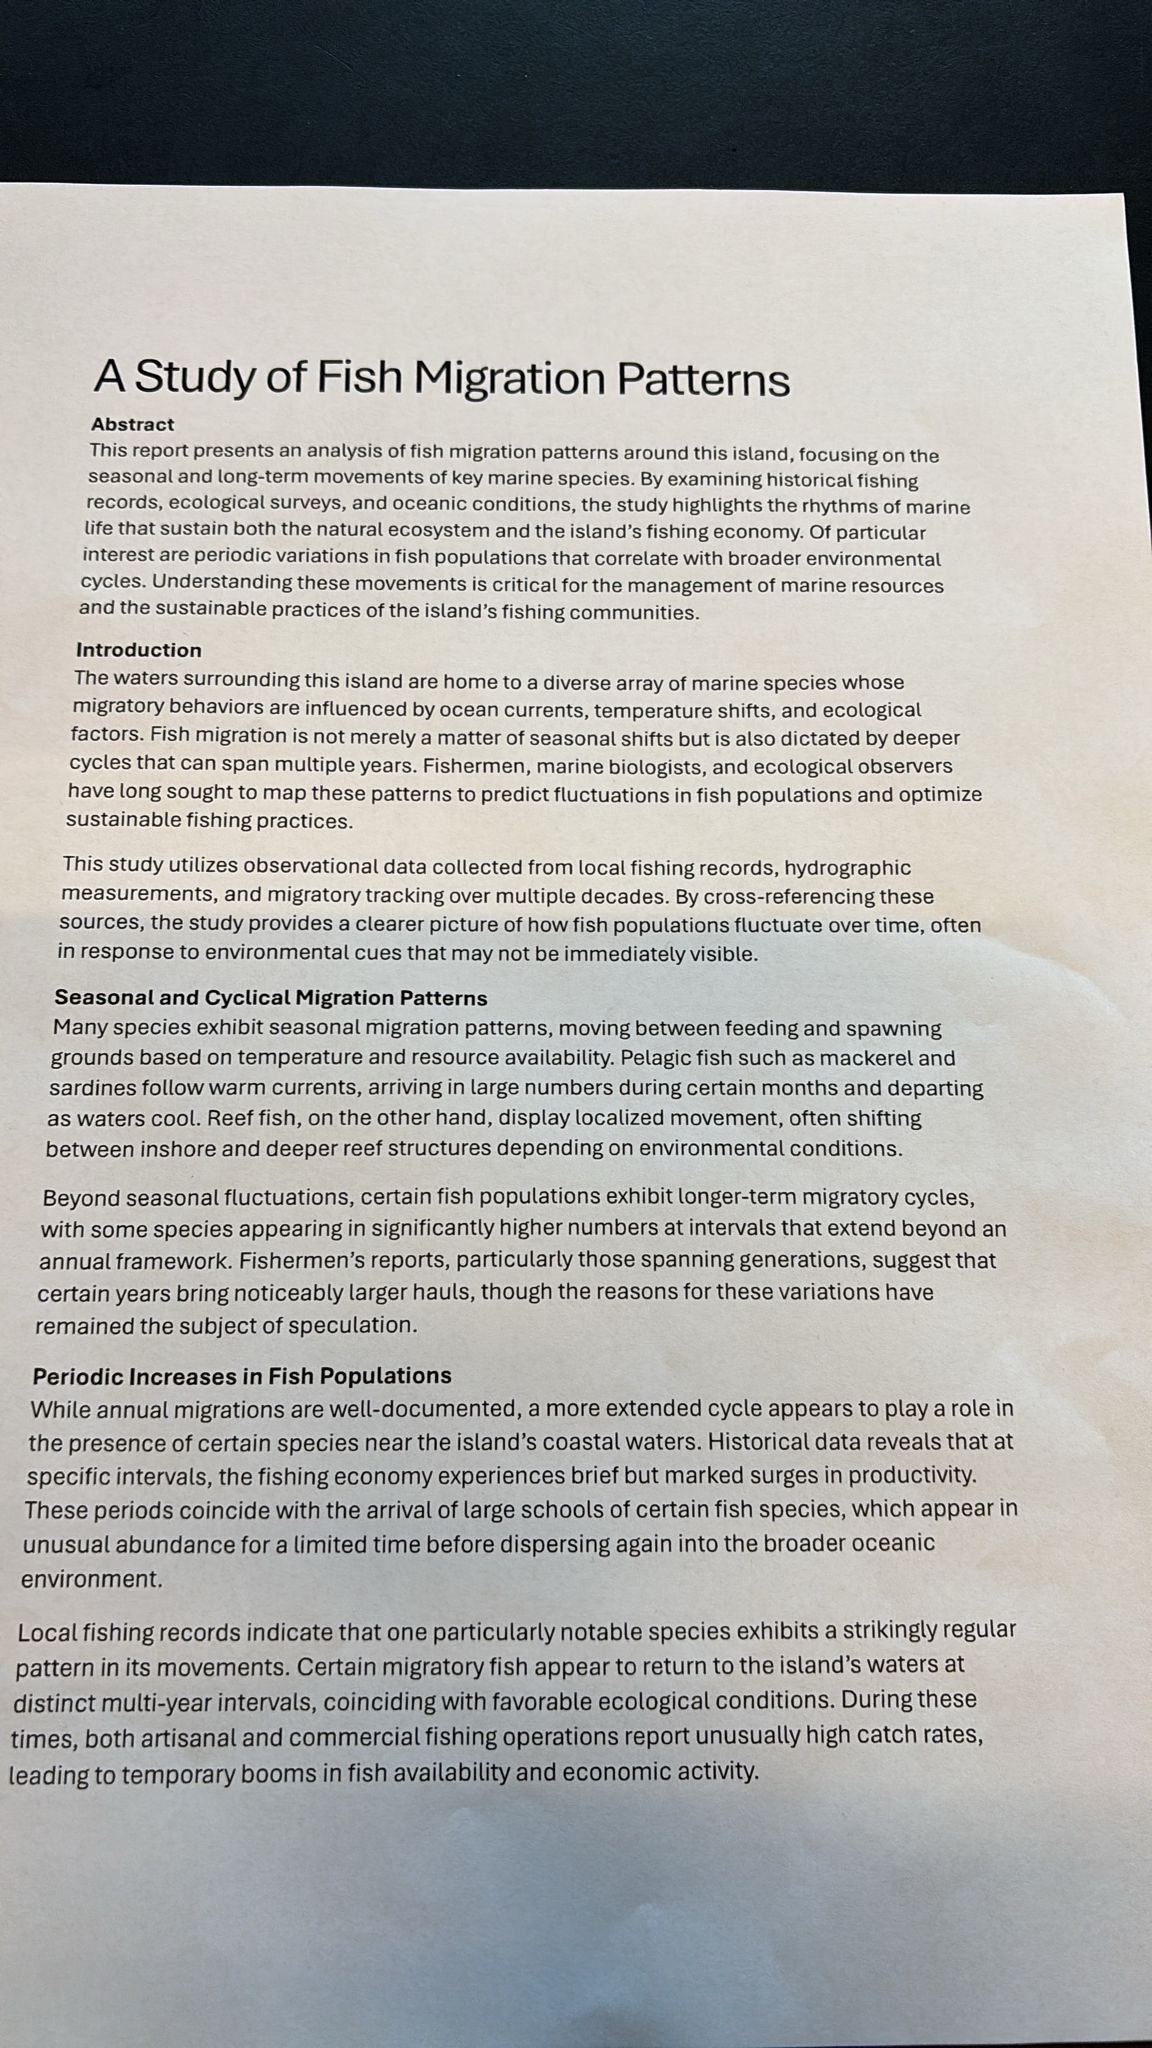 A Study of Fish Migration Patterns
Abstract
This report presents an analysis of fish migration patterns around this island, focusing on the
seasonal and long-term movements of key marine species. By examining historical fishing
records, ecological surveys, and oceanic conditions, the study highlights the rhythms of marine
life that sustain both the natural ecosystem and the island's fishing economy. Of particular
interest are periodic variations in fish populations that correlate with broader environmental
cycles. Understanding these movements is critical for the management of marine resources
and the sustainable practices of the island's fishing communities.
Introduction
The waters surrounding this island are home to a diverse array of marine species whose
migratory behaviors are influenced by ocean currents, temperature shifts, and ecological
factors. Fish migration is not merely a matter of seasonal shifts but is also dictated by deeper
cycles that can span multiple years. Fishermen, marine biologists, and ecological observers
have long sought to map these patterns to predict fluctuations in fish populations and optimize
sustainable fishing practices.
This study utilizes observational data collected from local fishing records, hydrographic
measurements, and migratory tracking over multiple decades. By cross-referencing these
sources, the study provides a clearer picture of how fish populations fluctuate over time, often
in response to environmental cues that may not be immediately visible.
Seasonal and Cyclical Migration Patterns
Many species exhibit seasonal migration patterns, moving between feeding and spawning
grounds based on temperature and resource availability. Pelagic fish such as mackerel and
sardines follow warm currents, arriving in large numbers during certain months and departing
as waters cool. Reef fish, on the other hand, display localized movement, often shifting
between inshore and deeper reef structures depending on environmental conditions.
Beyond seasonal fluctuations, certain fish populations exhibit longer-term migratory cycles,
with some species appearing in significantly higher numbers at intervals that extend beyond an
annual framework. Fishermen's reports, particularly those spanning generations, suggest that
certain years bring noticeably larger hauls, though the reasons for these variations have
remained the subject of speculation.
Periodic Increases in Fish Populations
While annual migrations are well-documented, a more extended cycle appears to play a role in
the presence of certain species near the island's coastal waters. Historical data reveals that at
specific intervals, the fishing economy experiences brief but marked surges in productivity.
These periods coincide with the arrival of large schools of certain fish species, which appear in
unusual abundance for a limited time before dispersing again into the broader oceanic
environment.
Local fishing records indicate that one particularly notable species exhibits a strikingly regular
pattern in its movements. Certain migratory fish appear to return to the island's waters at
distinct multi-year intervals, coinciding with favorable ecological conditions. During these
times, both artisanal and commercial fishing operations report unusually high catch rates,
leading to temporary booms in fish availability and economic activity.